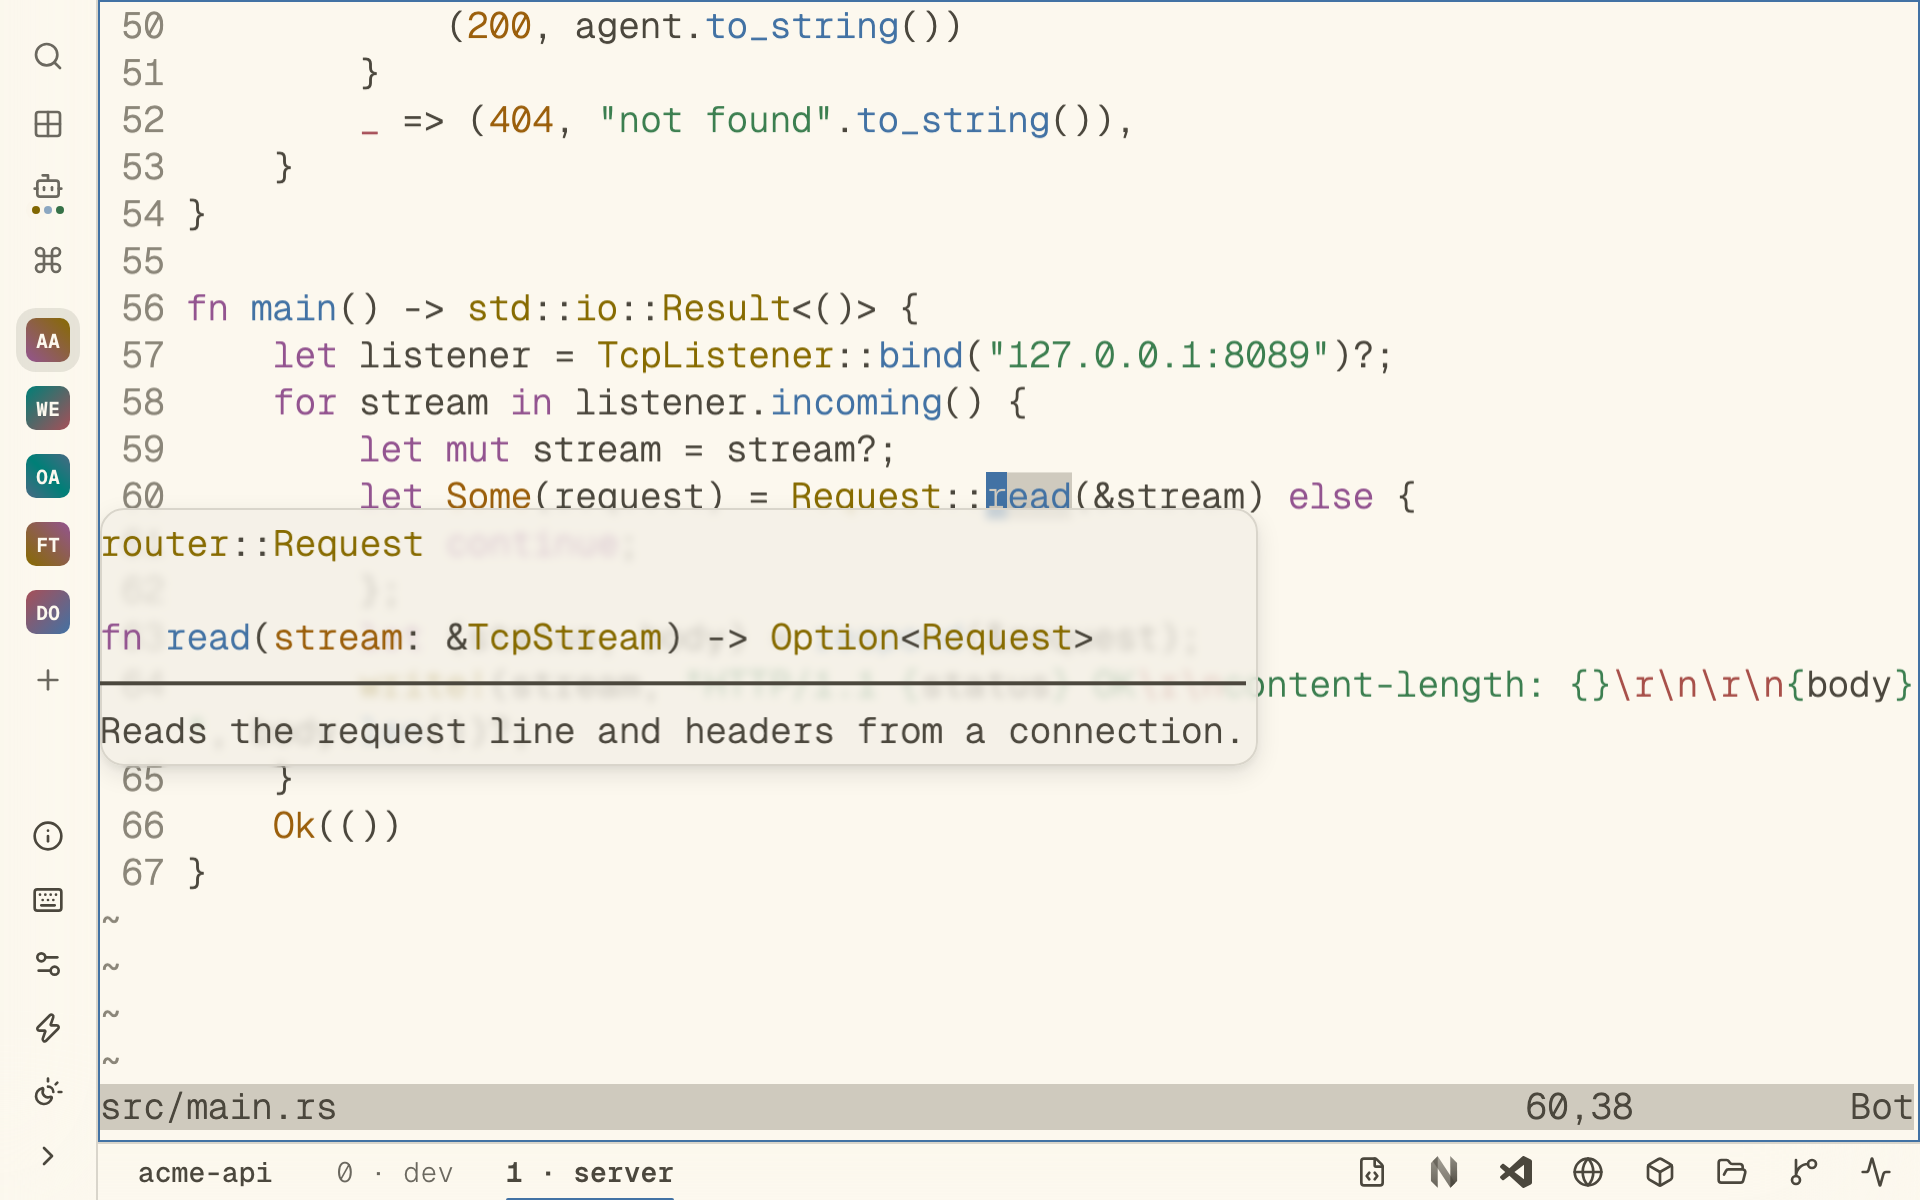 50             (200, agent.to_string())
51         }
52         _ => (404, "not found".to_string()),
53     }
54 }
55
56 fn main() -> std::io::Result<()> {
57     let listener = TcpListener::bind("127.0.0.1:8089")?;
58     for stream in listener.incoming() {
59         let mut stream = stream?;
60         let Some(request) = Request::read(&stream) else {
router::Request
continue;
62         };
fn read(stream: &TcpStream) -> Option<Request>
content-length: {}\r\n\r\n{body}
Reads the request line and headers from a connection.
65     }
66     Ok(())
67 }
~
~
~
~
src/main.rs 60,38 Bot
AA
WE
OA
FT
DO
acme-api 0 · dev 1 · server